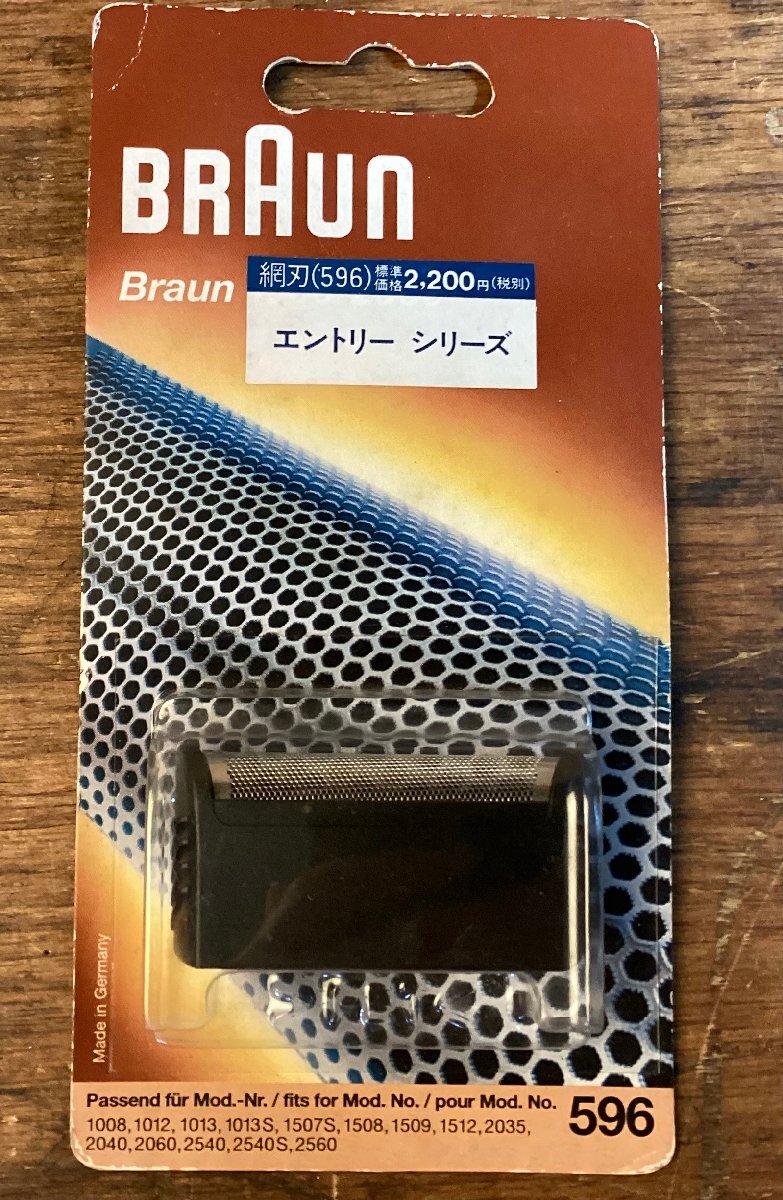 BRAUN
Braun
網刃(596) 標準価格 2,200円(税別)
エントリー シリーズ
Made in Germany
Passend für Mod.-Nr. / fits for Mod. No. / pour Mod. No.
596
1008, 1012, 1013, 1013S, 1507S, 1508, 1509, 1512, 2035,
2040, 2060, 2540, 2540S, 2560